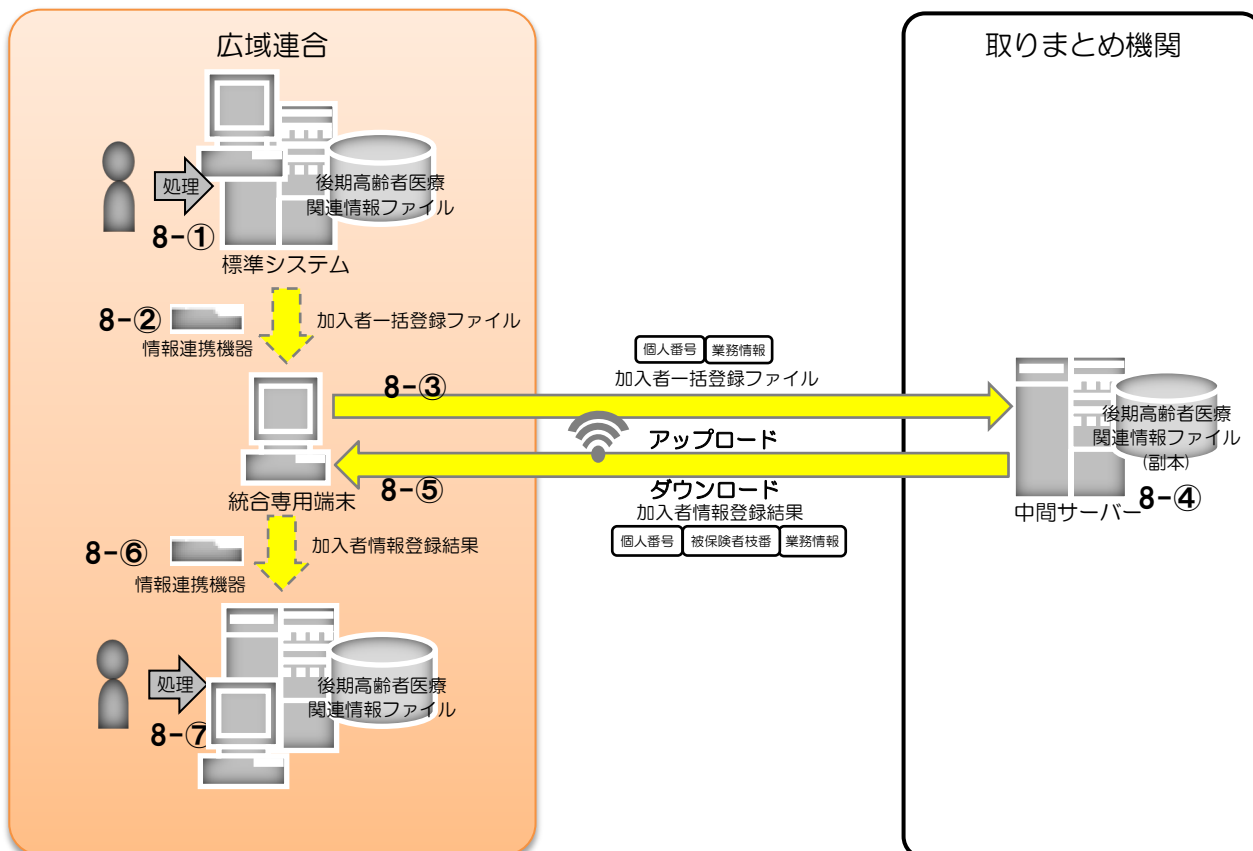 広域連合
取りまとめ機関
処理
8-①
後期高齢者医療
関連情報ファイル
標準システム
8-②
加入者一括登録ファイル
情報連携機器
個人番号 業務情報
加入者一括登録ファイル
8-③
アップロード
後期高齢者医療
関連情報ファイル
(副本)
8-④
中間サーバー
8-⑤
統合専用端末
ダウンロード
加入者情報登録結果
個人番号 被保険者枝番 業務情報
8-⑥
加入者情報登録結果
情報連携機器
処理
8-⑦
後期高齢者医療
関連情報ファイル